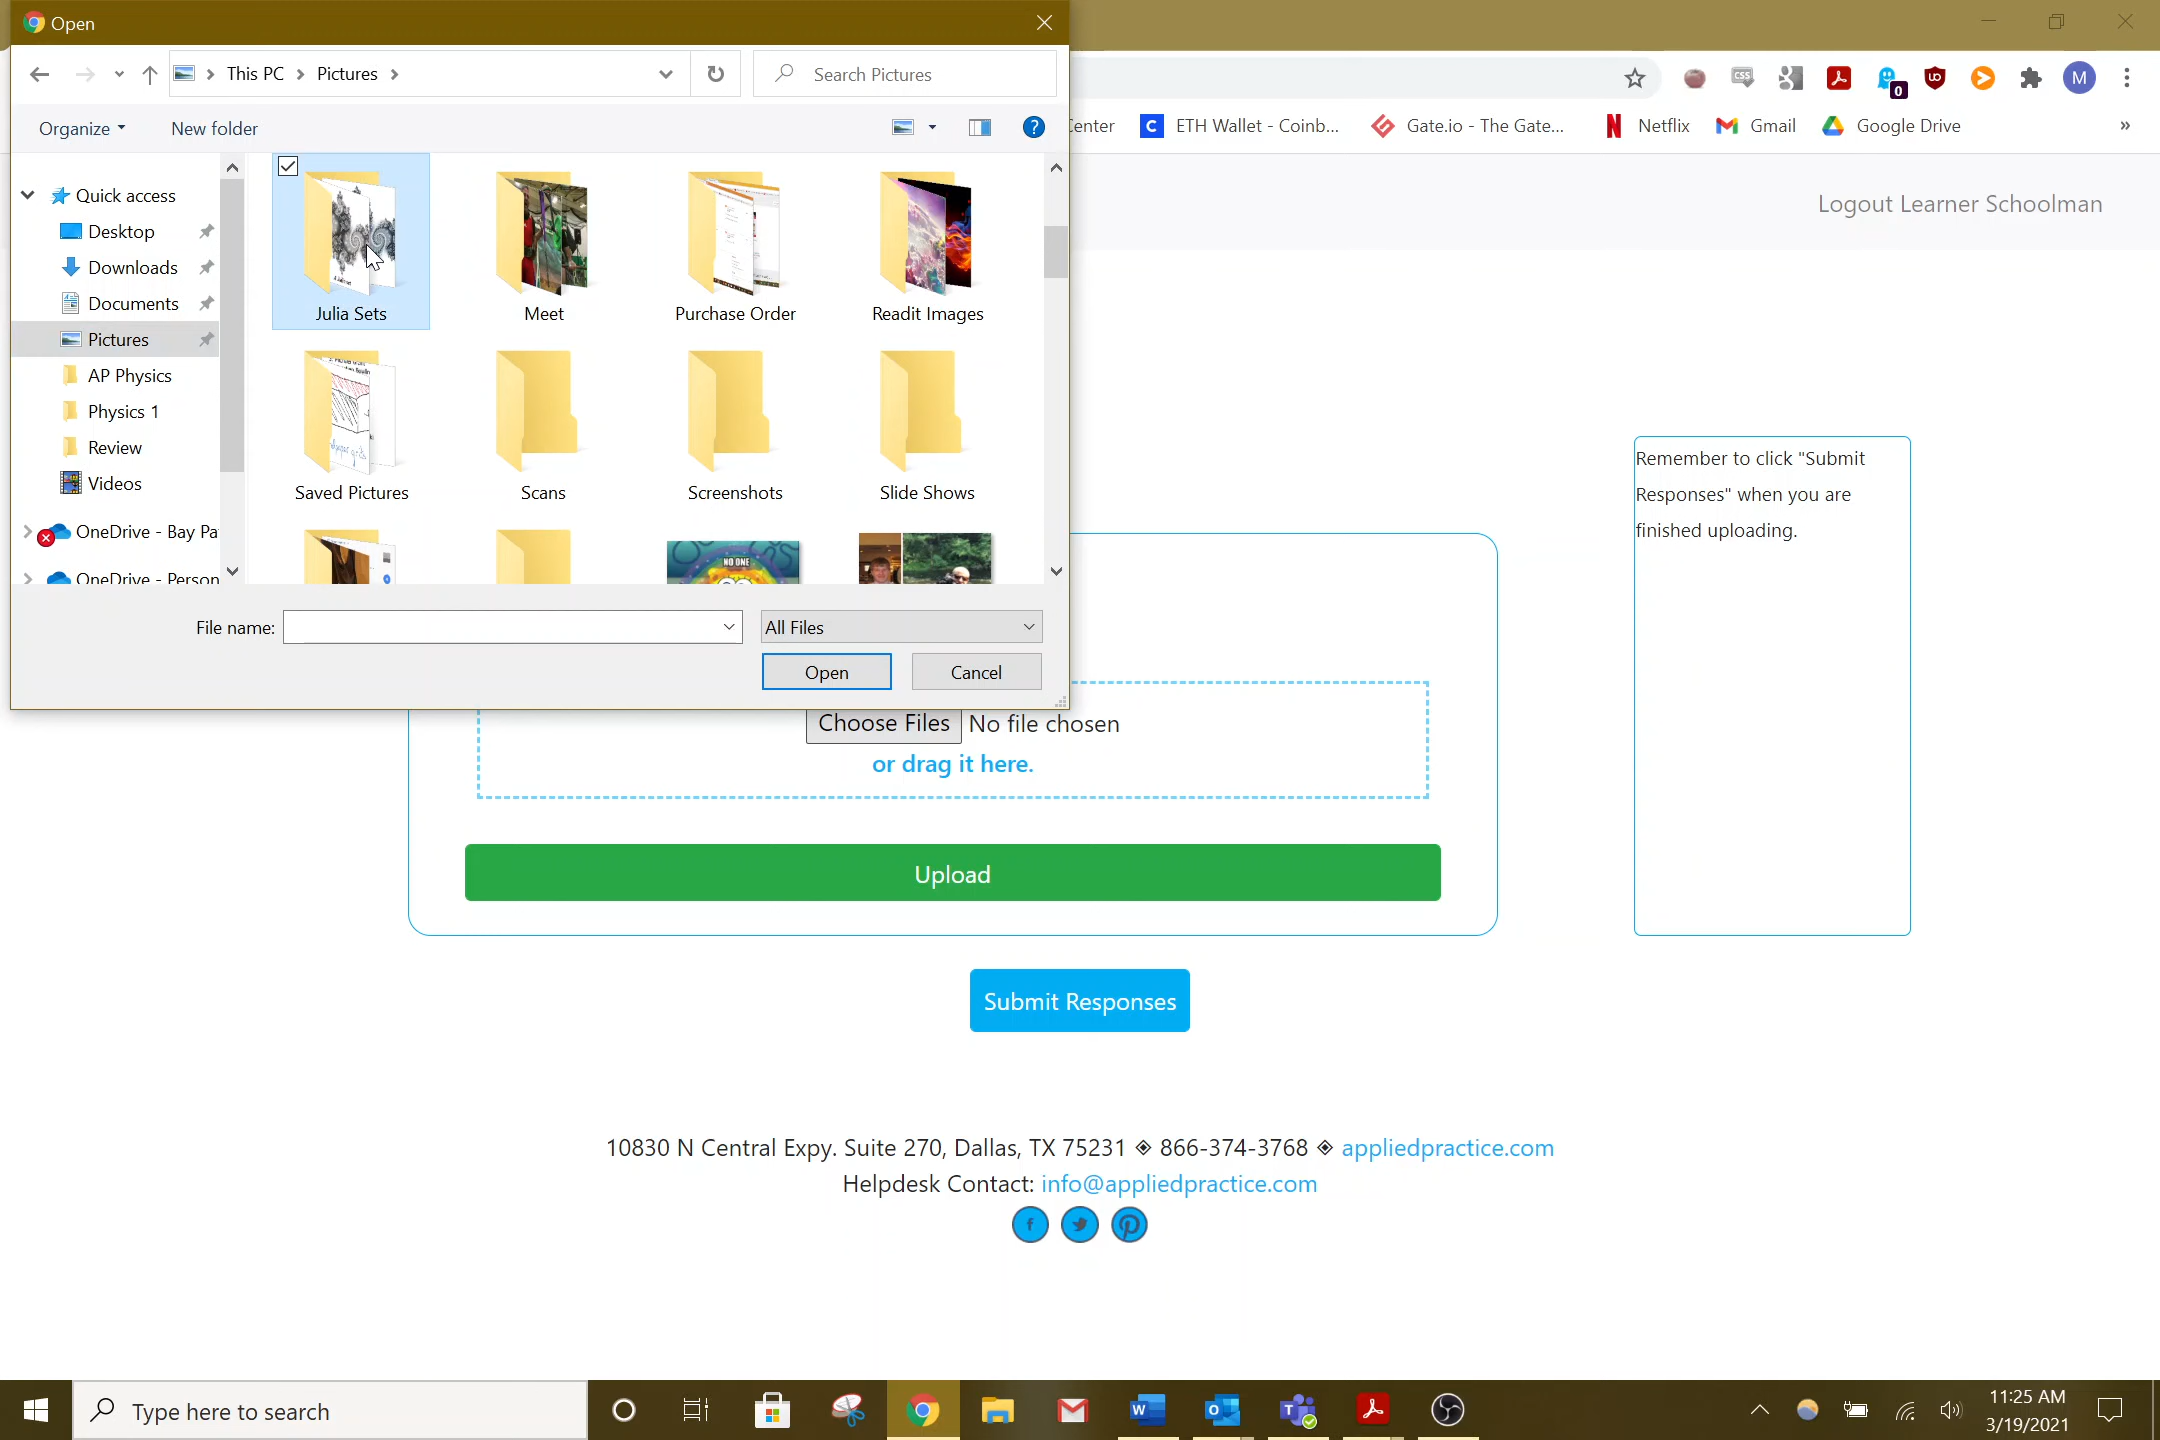 Open
This PC
Pictures
Search Pictures
Organize
New folder
Quick access
Desktop
Downloads
Documents
Pictures
AP Physics
Physics 1
Review
Videos
OneDrive - Bay Pa
OneDrive - Person
Julia Sets
Meet
Purchase Order
Readit Images
Saved Pictures
Scans
Screenshots
Slide Shows
NO ONE
File name:
All Files
Open
Cancel
0
M
Center
ETH Wallet - Coinb...
Gate.io - The Gate...
Netflix
Gmail
Google Drive
»
Logout Learner Schoolman
Remember to click "Submit
Responses" when you are
finished uploading.
Choose Files
No file chosen
or drag it here.
Upload
Submit Responses
10830 N Central Expy. Suite 270, Dallas, TX 75231 ◈ 866-374-3768 ◈ appliedpractice.com
Helpdesk Contact: info@appliedpractice.com
Type here to search
11:25 AM
3/19/2021